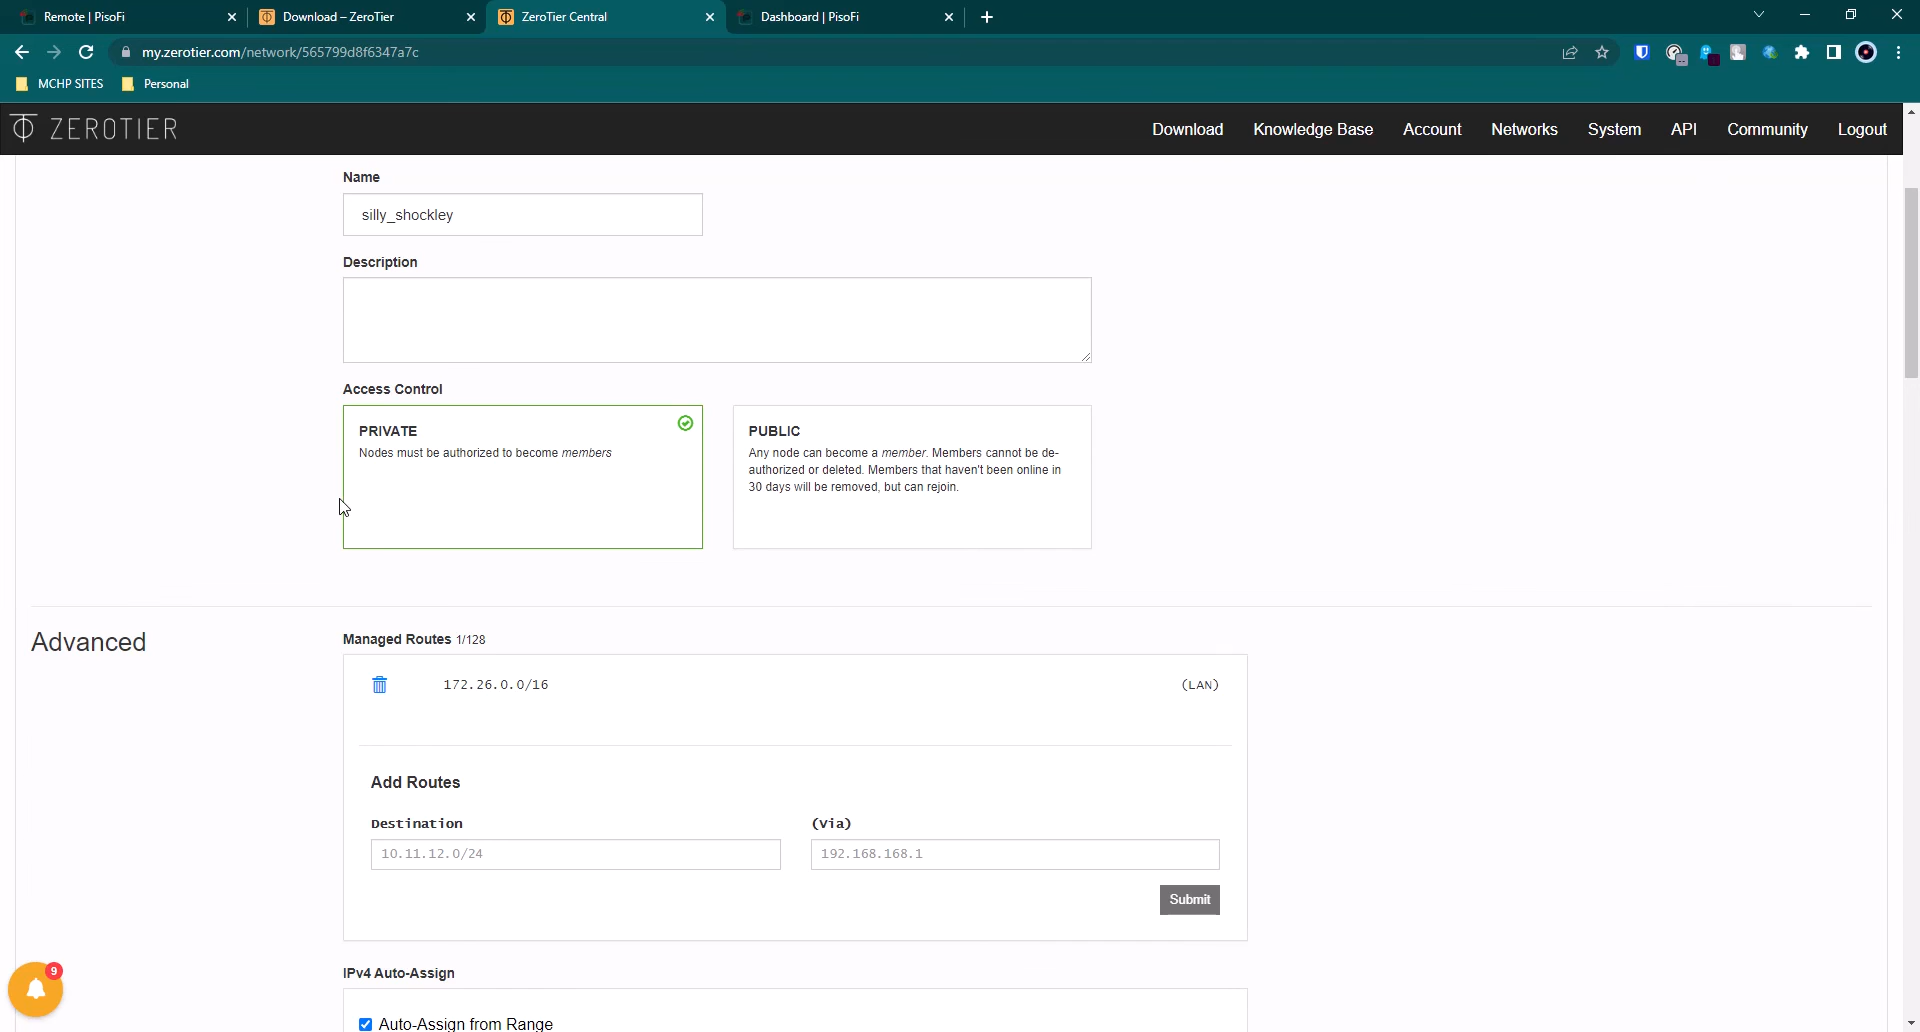 Remote | PisoFi
Download – ZeroTier
ZeroTier Central
Dashboard | PisoFi
my.zerotier.com/network/565799d8f6347a7c
MCHP SITES
Personal
ZEROTIER
Download
Knowledge Base
Account
Networks
System
API
Community
Logout
Name
silly_shockley
Description
Access Control
PRIVATE
Nodes must be authorized to become members
PUBLIC
Any node can become a member. Members cannot be de-
authorized or deleted. Members that haven't been online in
30 days will be removed, but can rejoin.
Advanced
Managed Routes 1/128
172.26.0.0/16
(LAN)
Add Routes
Destination
(Via)
10.11.12.0/24
192.168.168.1
Submit
9
IPv4 Auto-Assign
Auto-Assign from Range